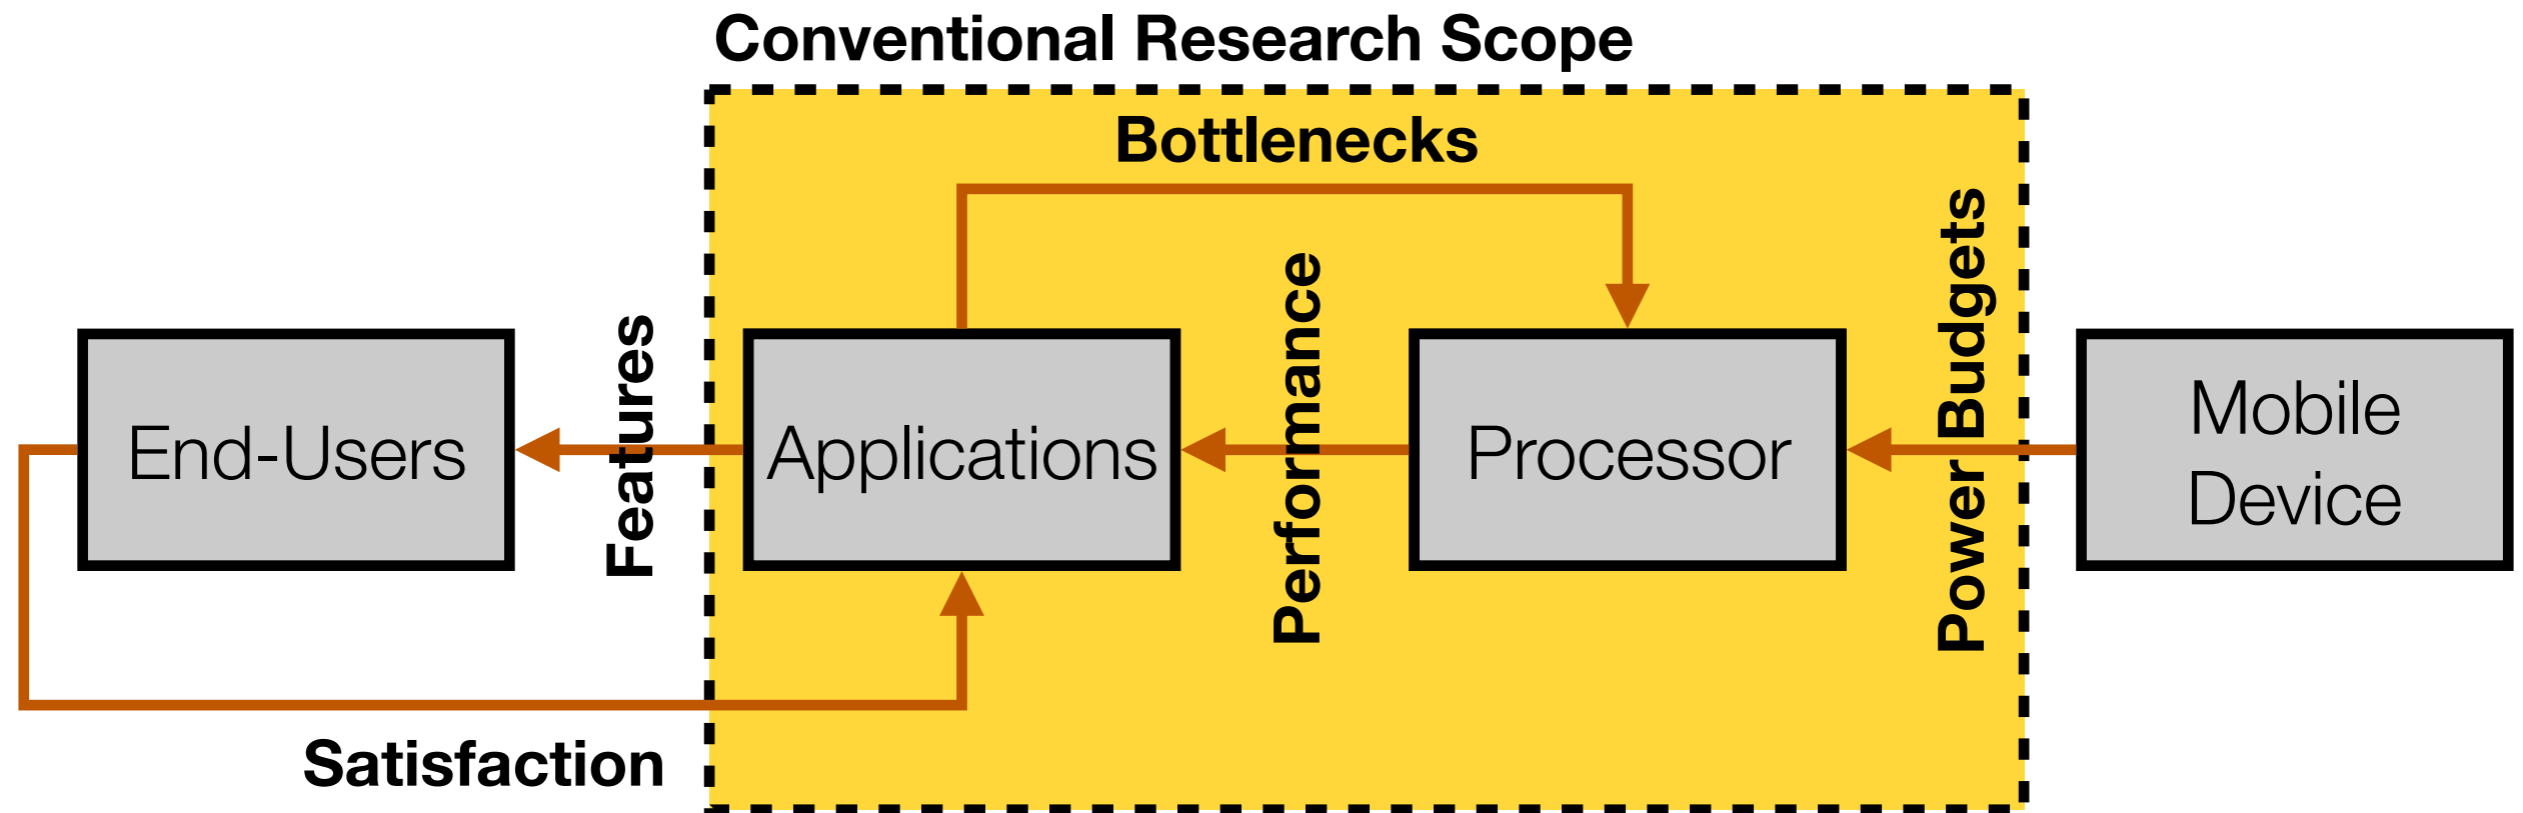 Conventional Research Scope
Bottlenecks
End-Users
Features
Applications
Performance
Processor
Power Budgets
Mobile
Device
Satisfaction